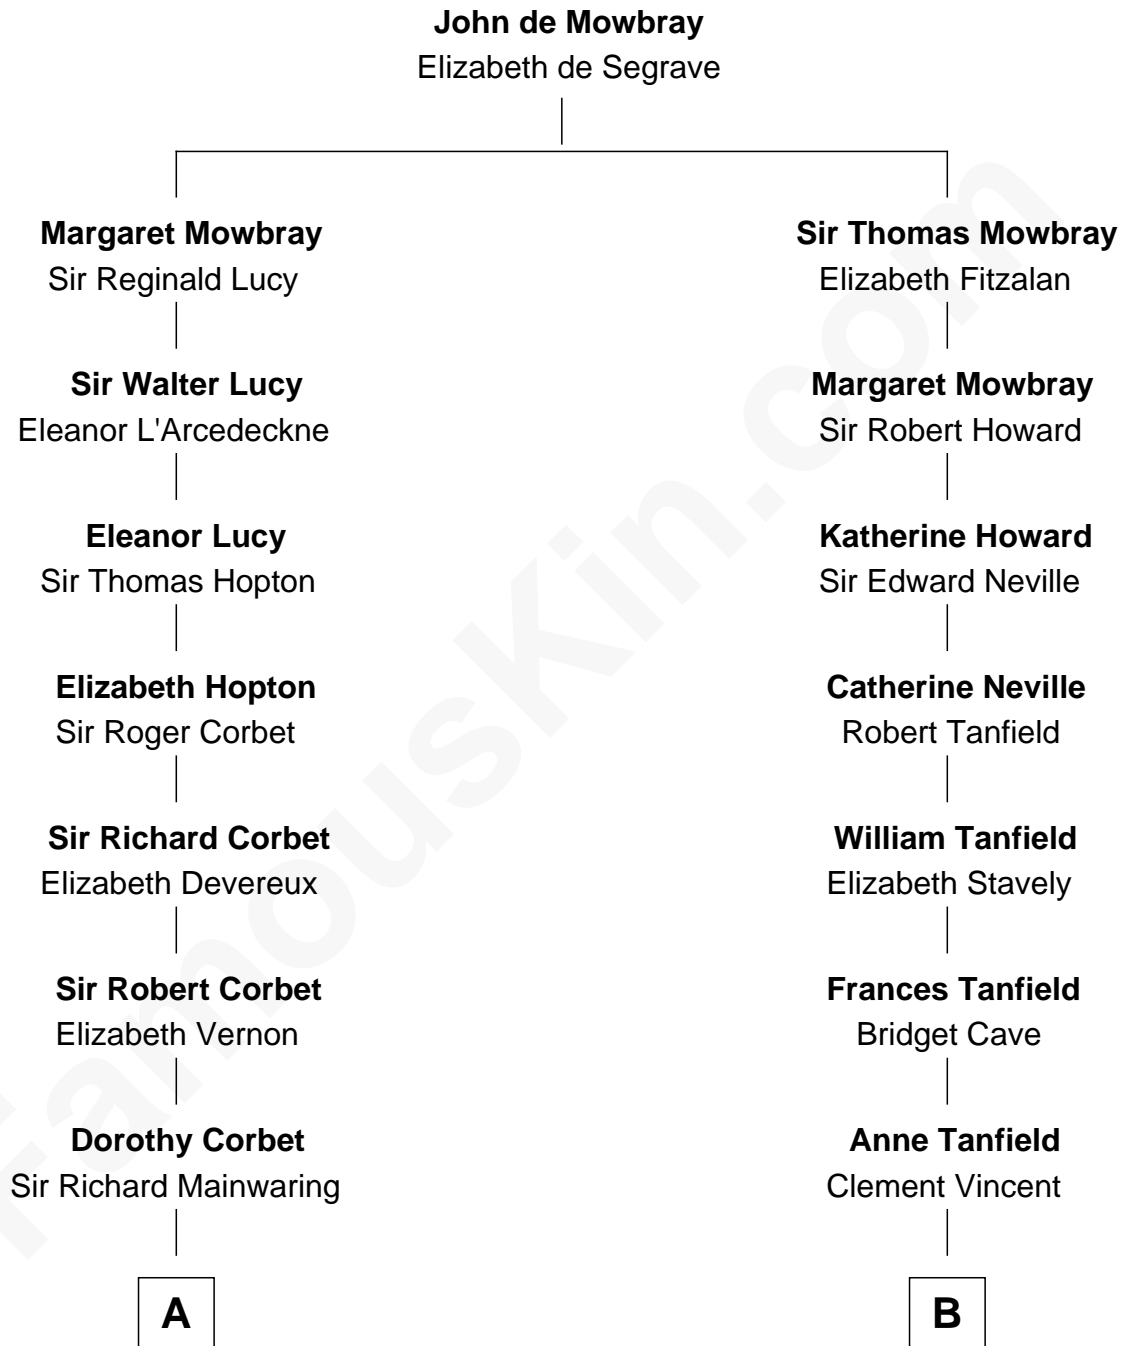 John de Mowbray
Elizabeth de Segrave
Margaret Mowbray
Sir Reginald Lucy
Sir Walter Lucy
Eleanor L'Arcedeckne
Eleanor Lucy
Sir Thomas Hopton
Elizabeth Hopton
Sir Roger Corbet
Sir Richard Corbet
Elizabeth Devereux
Sir Robert Corbet
Elizabeth Vernon
Dorothy Corbet
Sir Richard Mainwaring
A
Sir Thomas Mowbray
Elizabeth Fitzalan
Margaret Mowbray
Sir Robert Howard
Katherine Howard
Sir Edward Neville
Catherine Neville
Robert Tanfield
William Tanfield
Elizabeth Stavely
Frances Tanfield
Bridget Cave
Anne Tanfield
Clement Vincent
B
FamousKin.com